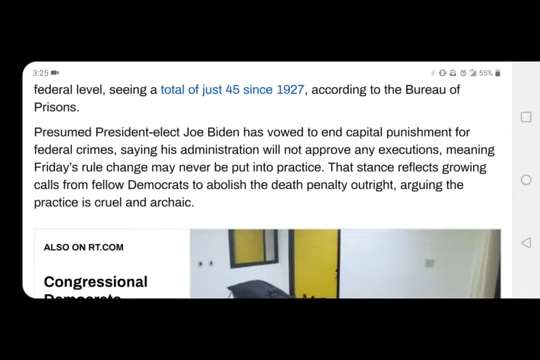 3:25
55%
federal level, seeing a total of just 45 since 1927, according to the Bureau of
Prisons.
Presumed President-elect Joe Biden has vowed to end capital punishment for
federal crimes, saying his administration will not approve any executions, meaning
Friday's rule change may never be put into practice. That stance reflects growing
calls from fellow Democrats to abolish the death penalty outright, arguing the
practice is cruel and archaic.
ALSO ON RT.COM
Congressional
Democrats